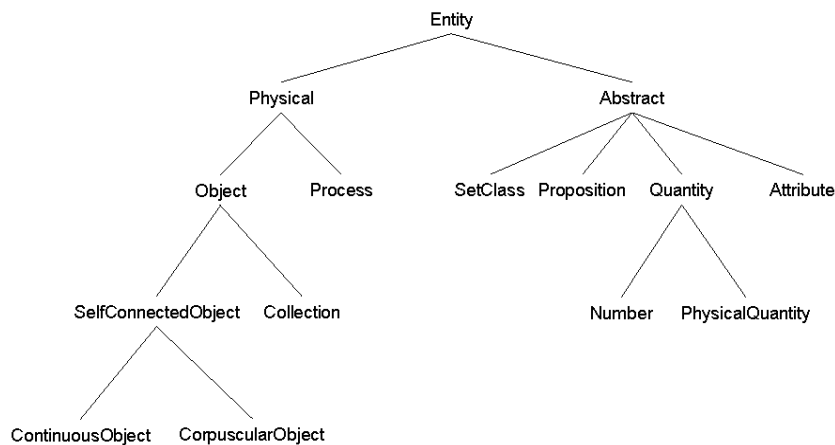 Entity
Physical Abstract
Object Process SetClass Proposition Quantity Attribute
SelfConnectedObject Collection Number PhysicalQuantity
ContinuousObject CorpuscularObject